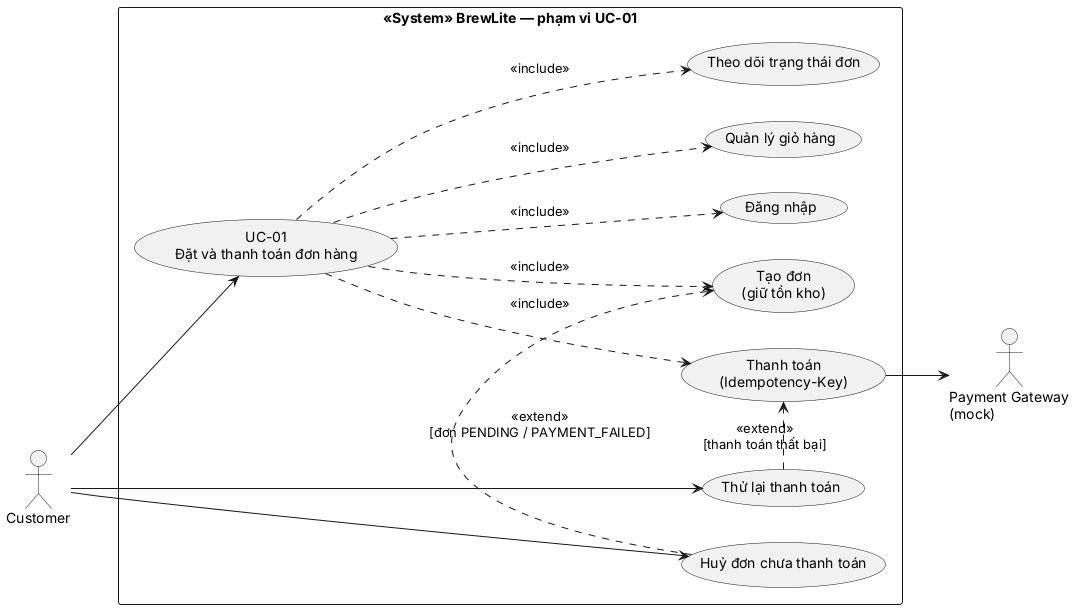 «System» BrewLite — phạm vi UC-01
Theo dõi trạng thái đơn
«include»
Quản lý giỏ hàng
«include»
Đăng nhập
«include»
UC-01
Đặt và thanh toán đơn hàng
«include»
Tạo đơn
(giữ tồn kho)
«include»
Thanh toán
(Idempotency-Key)
Payment Gateway
(mock)
«extend»
[đơn PENDING / PAYMENT_FAILED]
«extend»
[thanh toán thất bại]
Thử lại thanh toán
Customer
Huỷ đơn chưa thanh toán